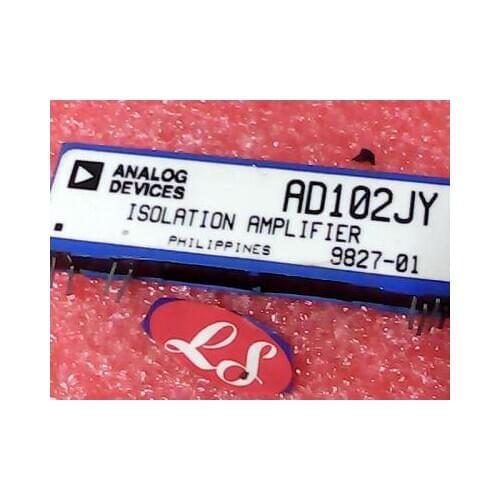 ANALOG
DEVICES
AD102JY
ISOLATION AMPLIFIER
PHILIPPINES 9827-01
LS